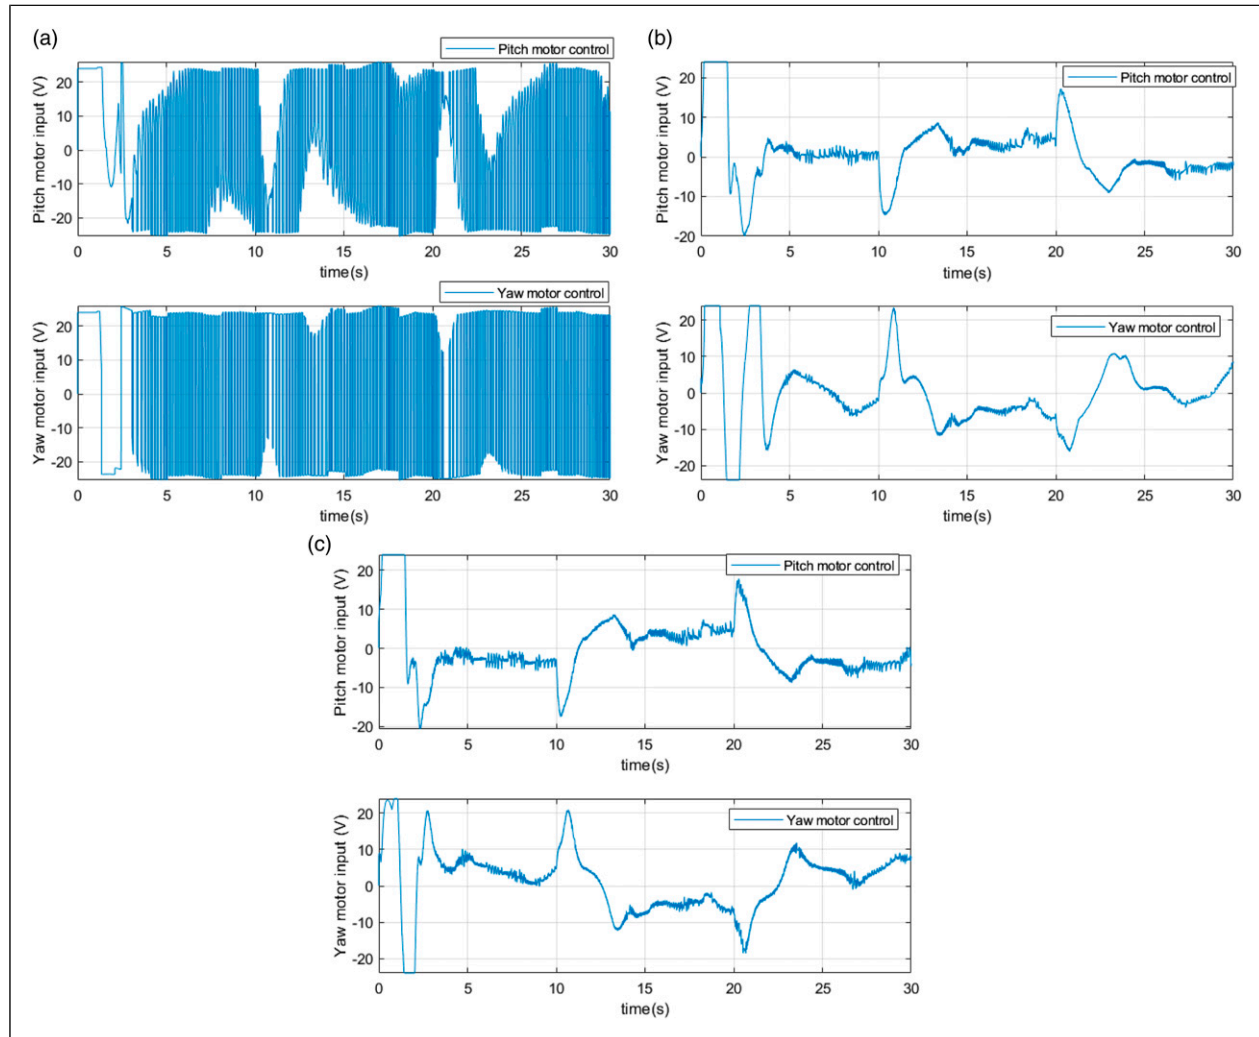 (a)
Pitch motor control
Pitch motor input (V)
20
10
0
-10
-20
0 5 10 15 20 25 30
time(s)
Yaw motor control
Yaw motor input (V)
20
10
0
-10
-20
0 5 10 15 20 25 30
time(s)
(b)
Pitch motor control
Pitch motor input (V)
20
10
0
-10
-20
0 5 10 15 20 25 30
time(s)
Yaw motor control
Yaw motor input (V)
20
10
0
-10
-20
0 5 10 15 20 25 30
time(s)
(c)
Pitch motor control
Pitch motor input (V)
20
10
0
-10
-20
0 5 10 15 20 25 30
time(s)
Yaw motor control
Yaw motor input (V)
20
10
0
-10
-20
0 5 10 15 20 25 30
time(s)